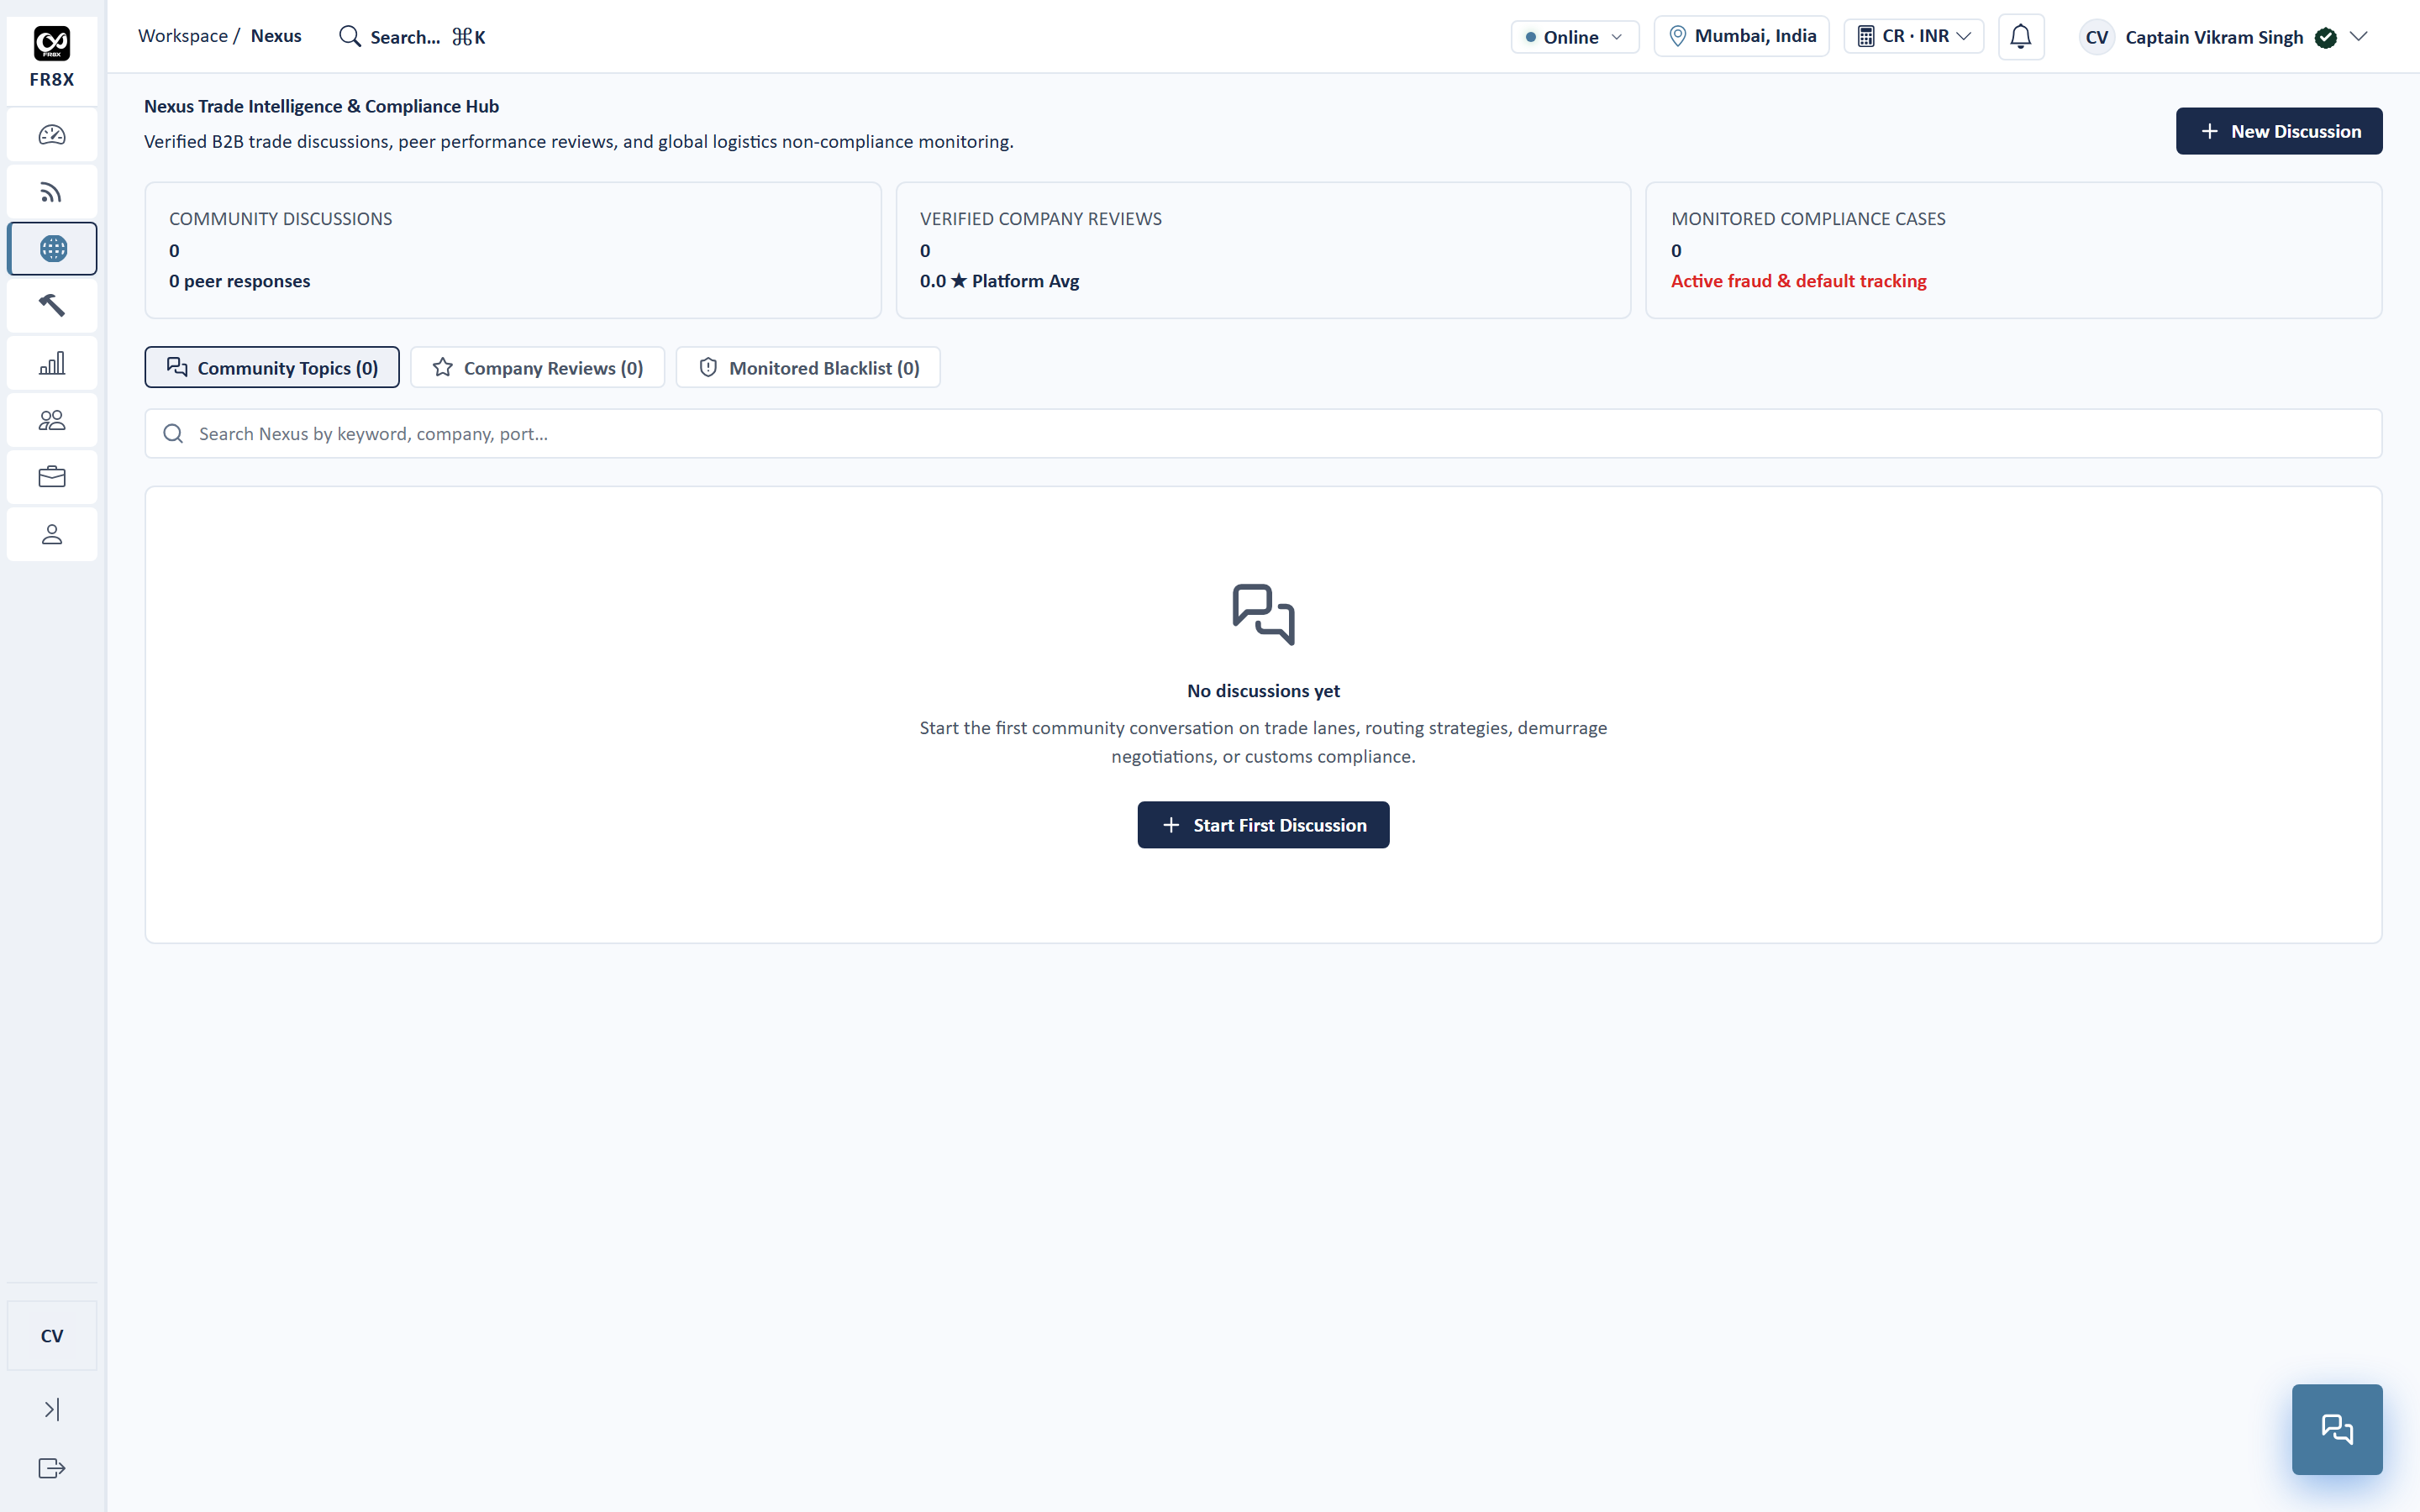 FR8X
FR8X
Workspace / Nexus
Search... ⌘K
Online
Mumbai, India
CR · INR
CV
Captain Vikram Singh
Nexus Trade Intelligence & Compliance Hub
Verified B2B trade discussions, peer performance reviews, and global logistics non-compliance monitoring.
+ New Discussion
COMMUNITY DISCUSSIONS
0
0 peer responses
VERIFIED COMPANY REVIEWS
0
0.0 ★ Platform Avg
MONITORED COMPLIANCE CASES
0
Active fraud & default tracking
Community Topics (0)
Company Reviews (0)
Monitored Blacklist (0)
Search Nexus by keyword, company, port...
No discussions yet
Start the first community conversation on trade lanes, routing strategies, demurrage
negotiations, or customs compliance.
+ Start First Discussion
CV